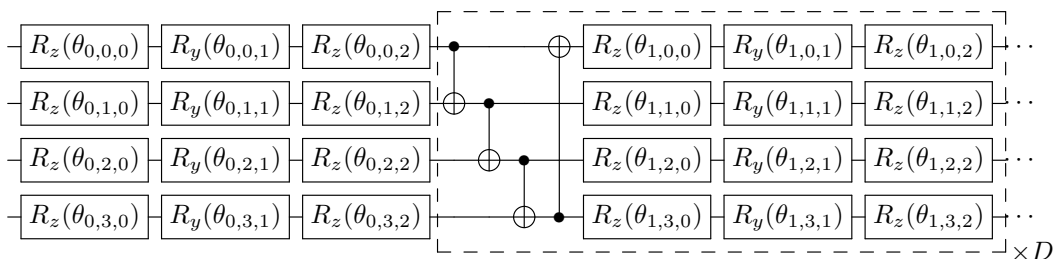 R_z(θ_{0,0,0}) R_y(θ_{0,0,1}) R_z(θ_{0,0,2}) R_z(θ_{1,0,0}) R_y(θ_{1,0,1}) R_z(θ_{1,0,2}) ···
R_z(θ_{0,1,0}) R_y(θ_{0,1,1}) R_z(θ_{0,1,2}) R_z(θ_{1,1,0}) R_y(θ_{1,1,1}) R_z(θ_{1,1,2}) ···
R_z(θ_{0,2,0}) R_y(θ_{0,2,1}) R_z(θ_{0,2,2}) R_z(θ_{1,2,0}) R_y(θ_{1,2,1}) R_z(θ_{1,2,2}) ···
R_z(θ_{0,3,0}) R_y(θ_{0,3,1}) R_z(θ_{0,3,2}) R_z(θ_{1,3,0}) R_y(θ_{1,3,1}) R_z(θ_{1,3,2}) ···
×D